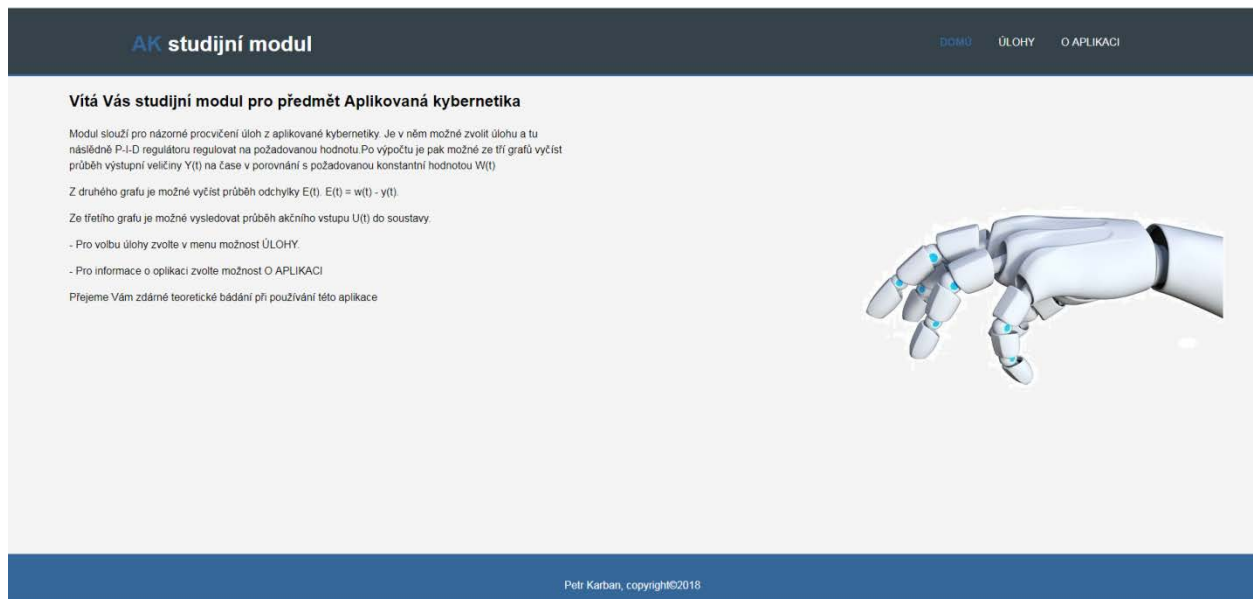 AK studijní modul
DOMŮ ÚLOHY O APLIKACI
Vítá Vás studijní modul pro předmět Aplikovaná kybernetika
Modul slouží pro názorné procvičení úloh z aplikované kybernetiky. Je v něm možné zvolit úlohu a tu
následně P-I-D regulátoru regulovat na požadovanou hodnotu.Po výpočtu je pak možné ze tří grafů vyčíst
průběh výstupní veličiny Y(t) na čase v porovnání s požadovanou konstantní hodnotou W(t)
Z druhého grafu je možné vyčíst průběh odchylky E(t). E(t) = w(t) - y(t).
Ze třetího grafu je možné vysledovat průběh akčního vstupu U(t) do soustavy.
- Pro volbu úlohy zvolte v menu možnost ÚLOHY.
- Pro informace o oplikaci zvolte možnost O APLIKACI
Přejeme Vám zdárné teoretické bádání při používání této aplikace
Petr Karban, copyright©2018